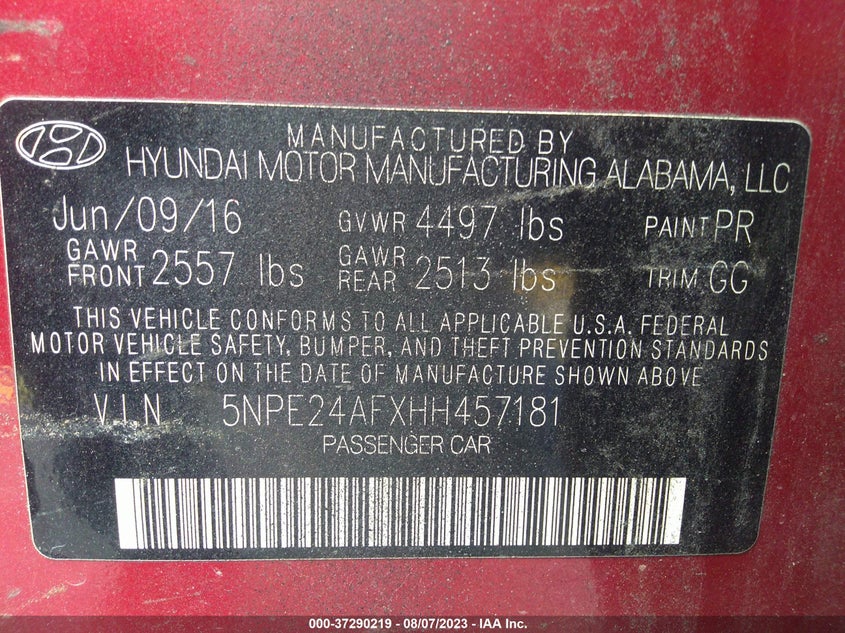 MANUFACTURED BY
HYUNDAI MOTOR MANUFACTURING ALABAMA, LLC
Jun/09/16 GVWR 4497 lbs PAINT PR
GAWR FRONT 2557 lbs GAWR REAR 2513 lbs TRIM GG
THIS VEHICLE CONFORMS TO ALL APPLICABLE U.S.A. FEDERAL
MOTOR VEHICLE SAFETY, BUMPER, AND THEFT PREVENTION STANDARDS
IN EFFECT ON THE DATE OF MANUFACTURE SHOWN ABOVE
VIN 5NPE24AFXHH457181
PASSENGER CAR
000-37290219 - 08/07/2023 - IAA Inc.